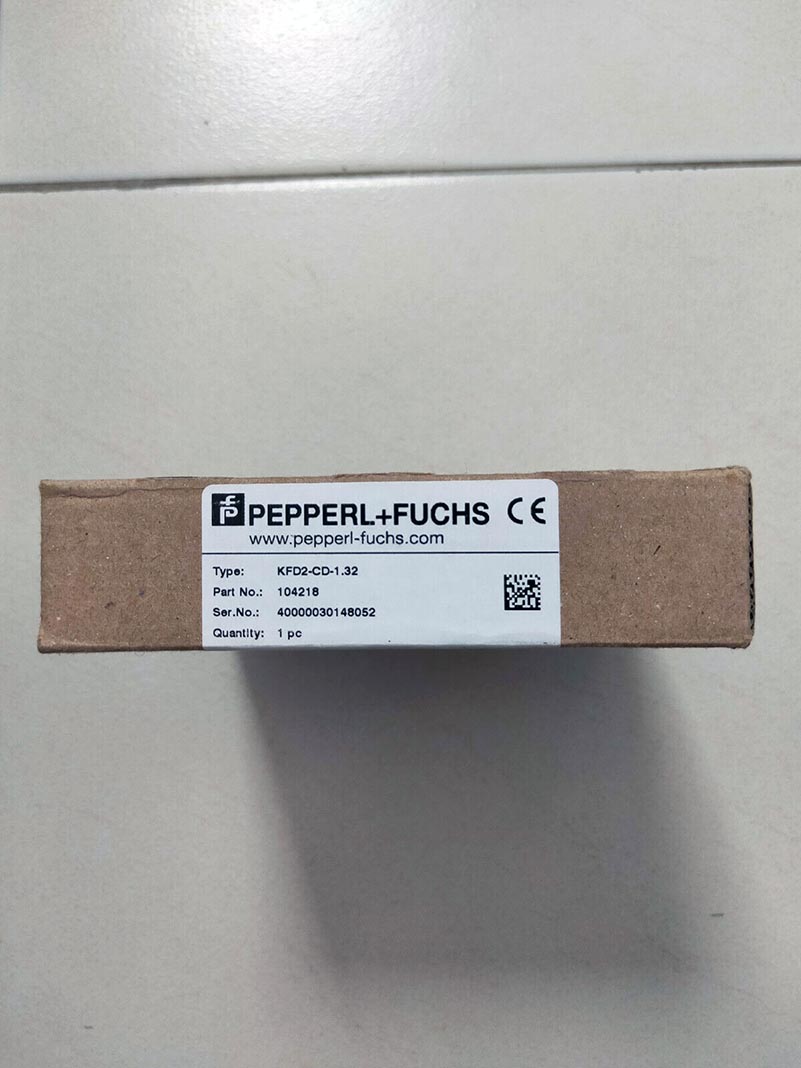 PEPPERL+FUCHS CE
www.pepperl-fuchs.com
Type: KFD2-CD-1.32
Part No.: 104218
Ser.No.: 40000030148052
Quantity: 1 pc